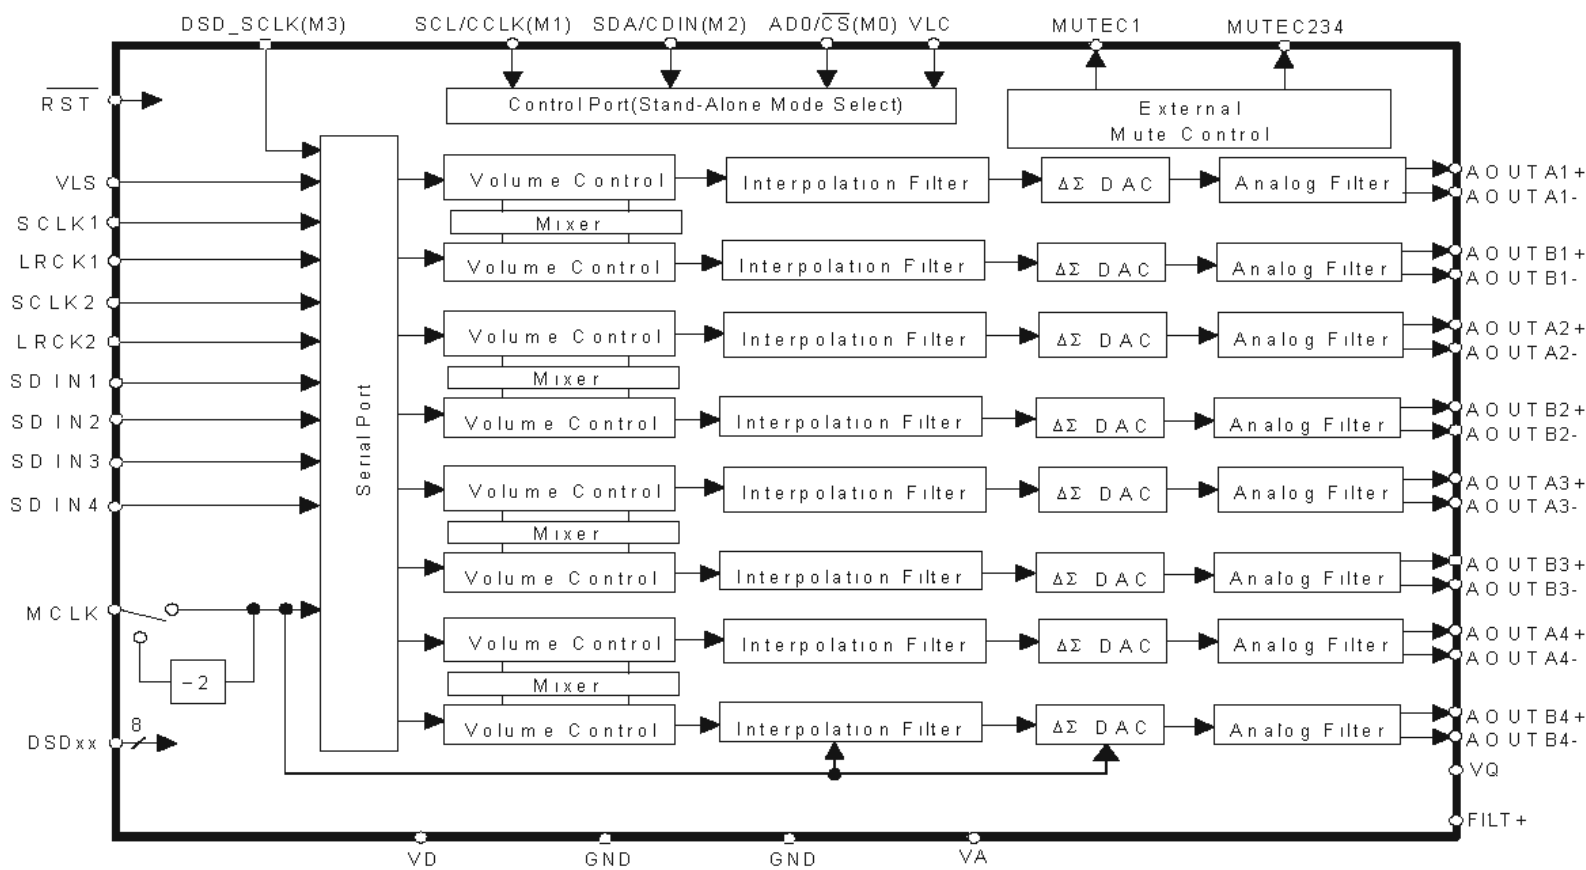 DSD_SCLK(M3) SCL/CCLK(M1) SDA/CDIN(M2) AD0/CS(M0) VLC MUTEC1 MUTEC234
RST
Control Port(Stand-Alone Mode Select)
External
Mute Control
VLS
SCLK1
LRCK1
SCLK2
LRCK2
SDIN1
SDIN2
SDIN3
SDIN4
MCLK
-2
8
DSDxx
Serial Port
Volume Control Interpolation Filter ΔΣ DAC Analog Filter AOUTA1+
AOUTA1-
Mixer
Volume Control Interpolation Filter ΔΣ DAC Analog Filter AOUTB1+
AOUTB1-
Volume Control Interpolation Filter ΔΣ DAC Analog Filter AOUTA2+
AOUTA2-
Mixer
Volume Control Interpolation Filter ΔΣ DAC Analog Filter AOUTB2+
AOUTB2-
Volume Control Interpolation Filter ΔΣ DAC Analog Filter AOUTA3+
AOUTA3-
Mixer
Volume Control Interpolation Filter ΔΣ DAC Analog Filter AOUTB3+
AOUTB3-
Volume Control Interpolation Filter ΔΣ DAC Analog Filter AOUTA4+
AOUTA4-
Mixer
Volume Control Interpolation Filter ΔΣ DAC Analog Filter AOUTB4+
AOUTB4-
VQ
FILT+
VD GND GND VA